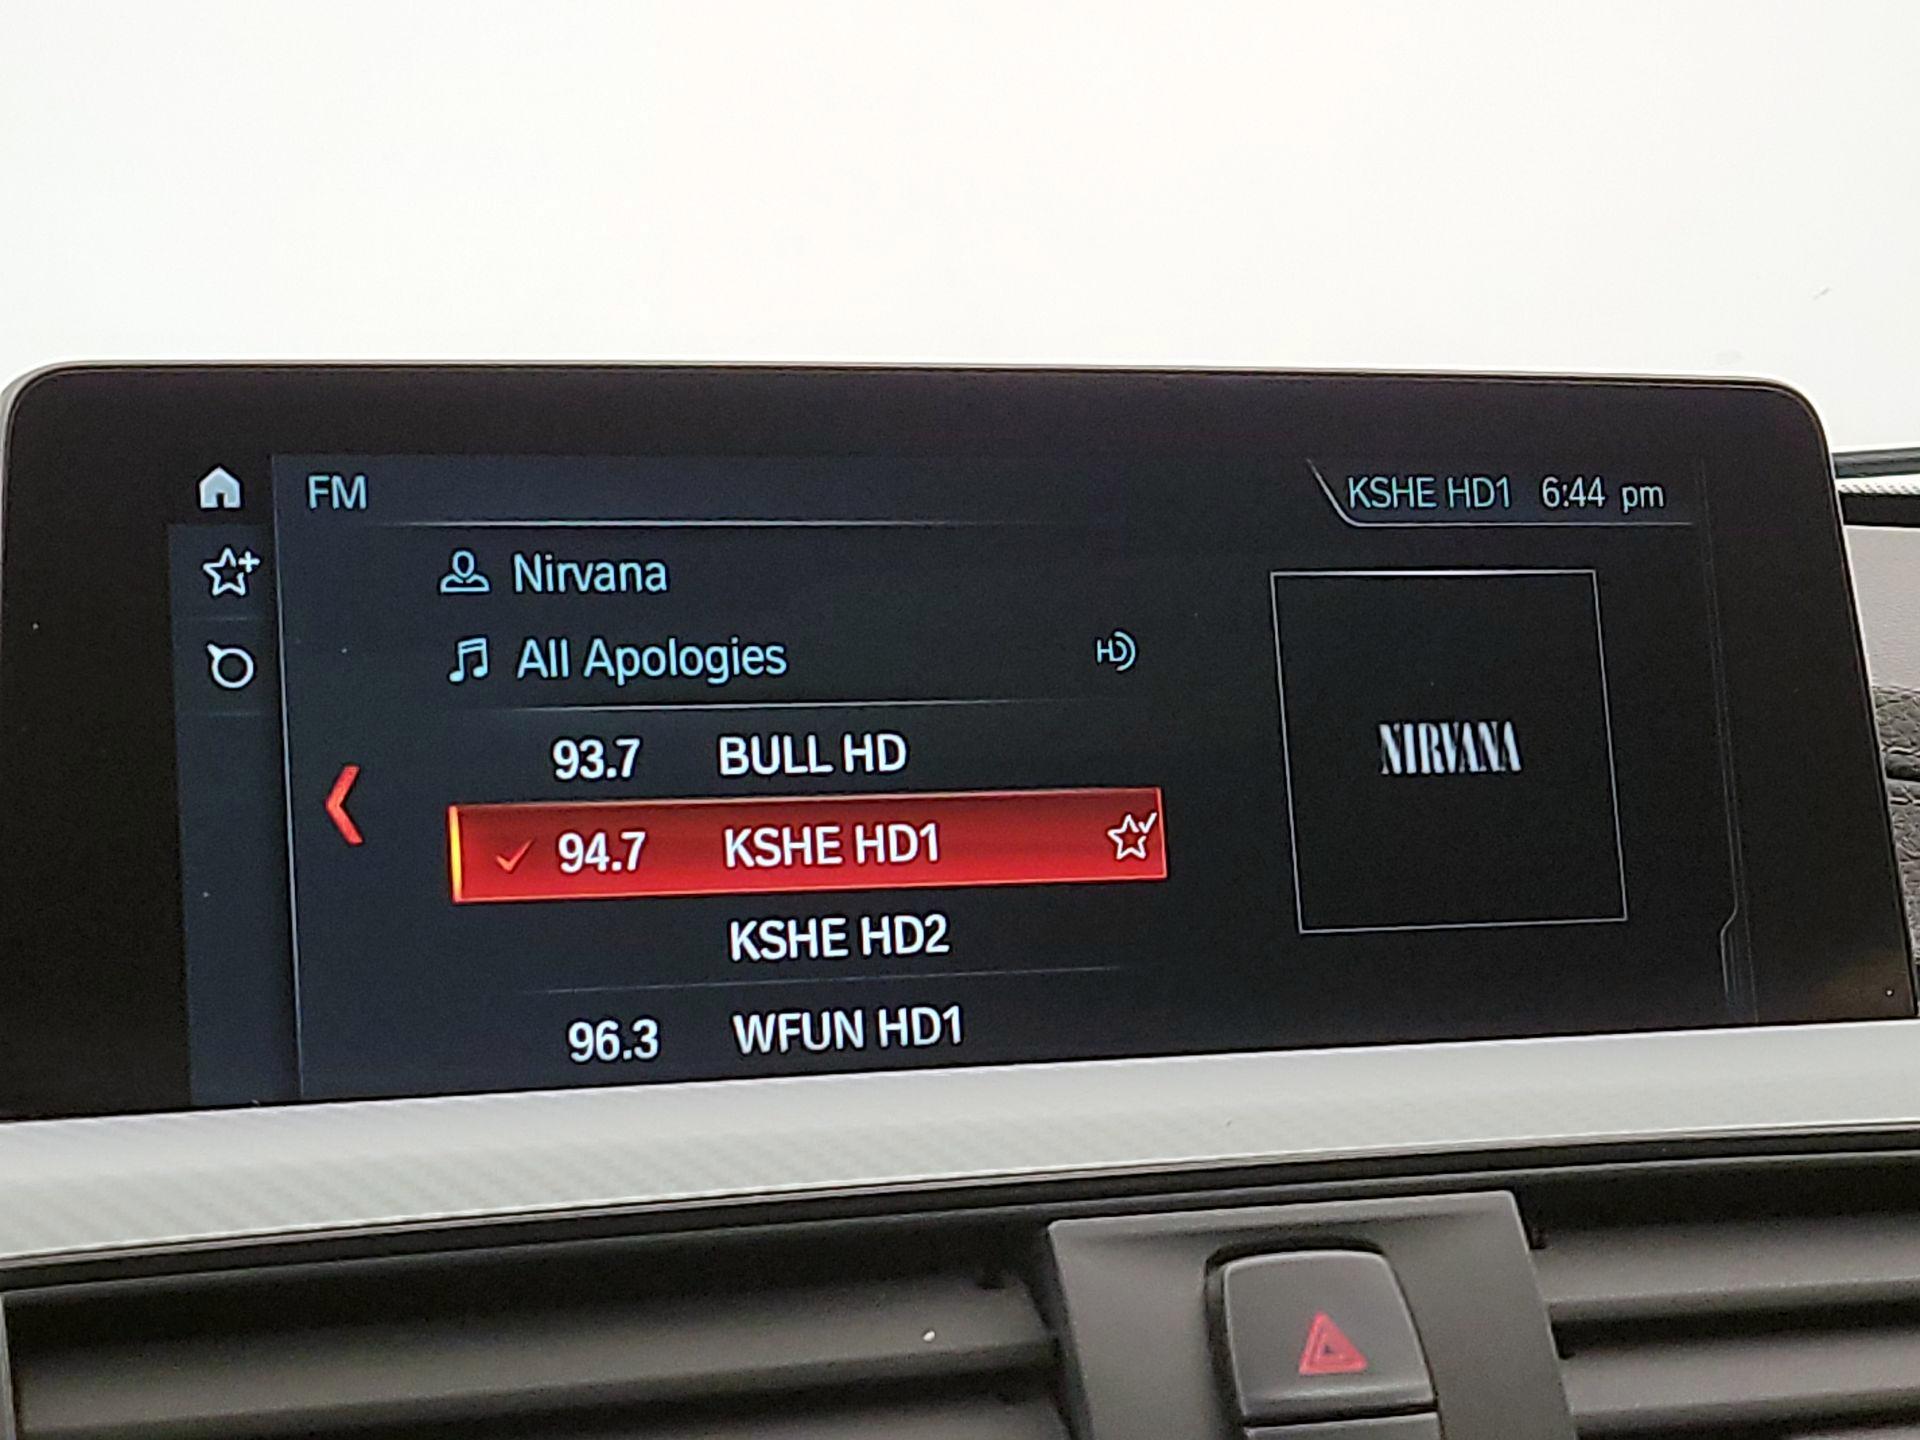 FM
KSHE HD1 6:44 pm
Nirvana
All Apologies HD
93.7 BULL HD
94.7 KSHE HD1
KSHE HD2
96.3 WFUN HD1
NIRVANA